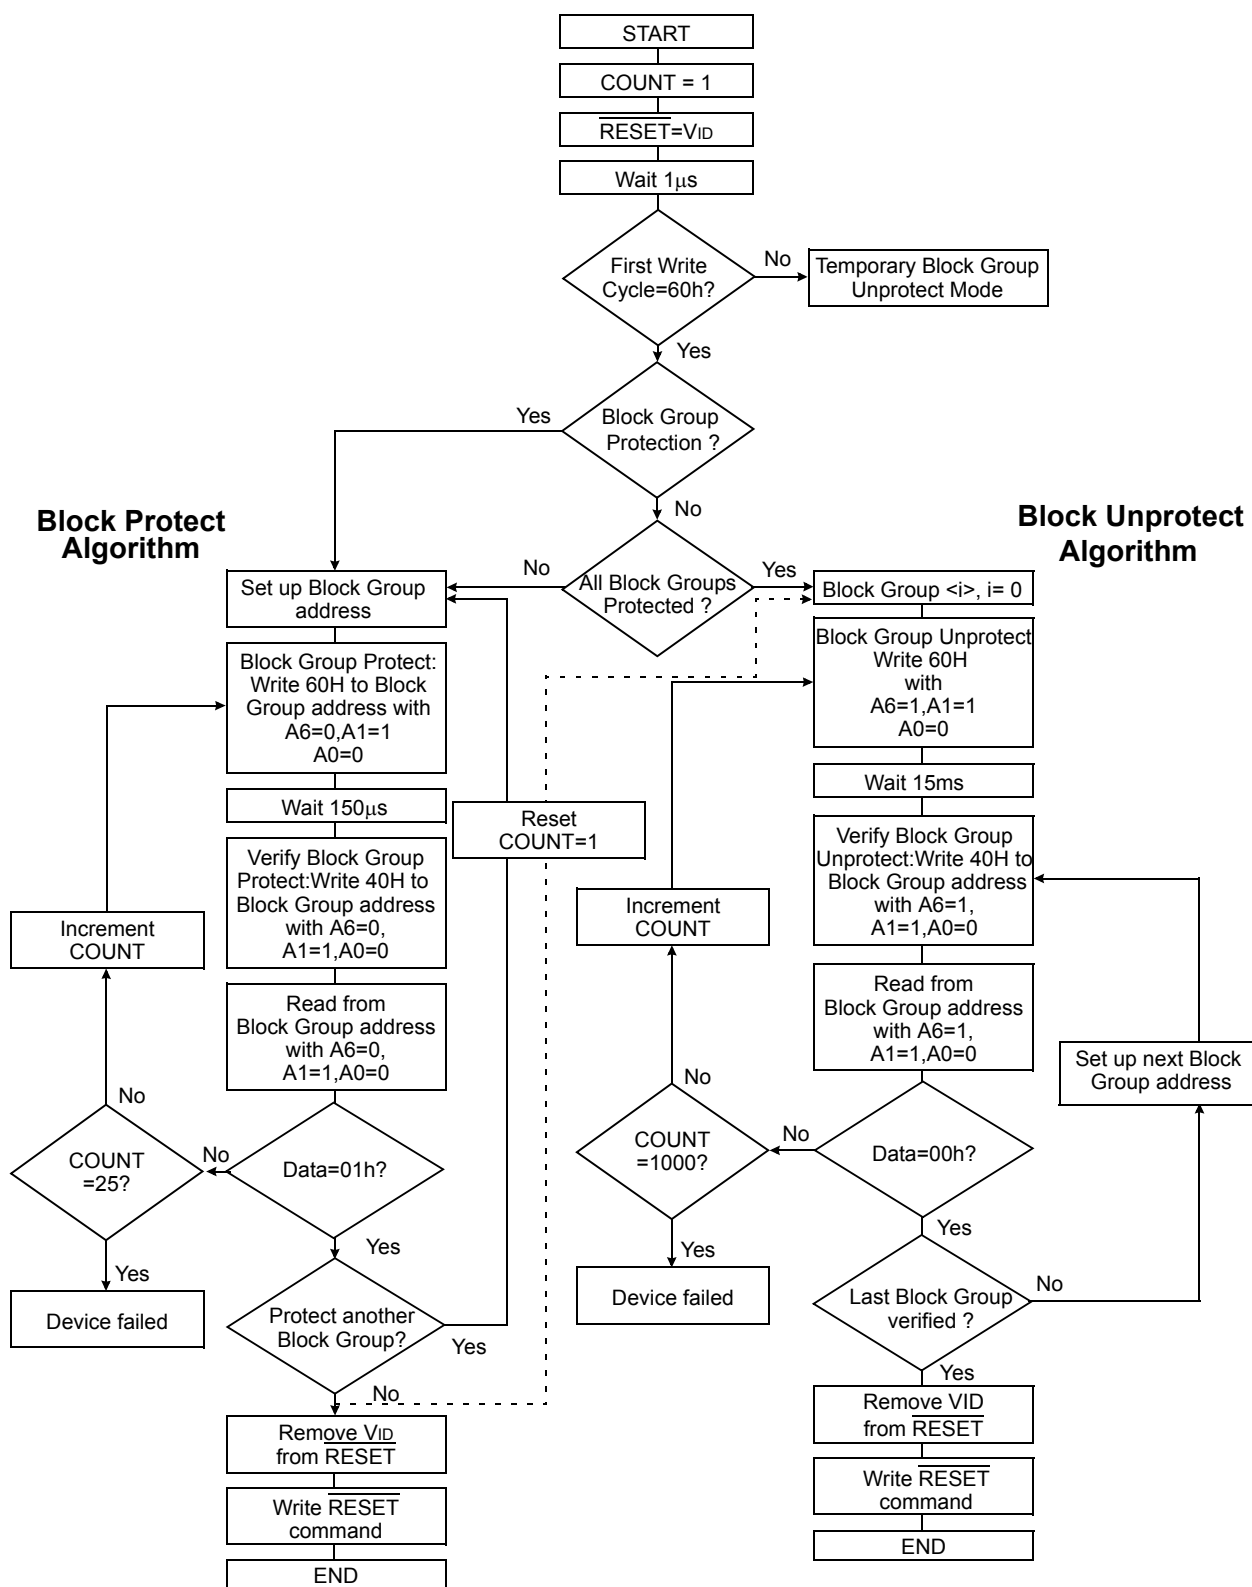 START
COUNT = 1
RESET=VID
Wait 1μs
First Write
Cycle=60h?
No
Temporary Block Group
Unprotect Mode
Yes
Block Group
Protection ?
Yes
No
Block Protect
Algorithm
Block Unprotect
Algorithm
All Block Groups
Protected ?
No
Yes
Set up Block Group
address
Block Group Protect:
Write 60H to Block
Group address with
A6=0,A1=1
A0=0
Wait 150μs
Reset
COUNT=1
Verify Block Group
Protect:Write 40H to
Block Group address
with A6=0,
A1=1,A0=0
Increment
COUNT
Read from
Block Group address
with A6=0,
A1=1,A0=0
No
COUNT
=25?
No
Data=01h?
Yes
Yes
Device failed
Protect another
Block Group?
Yes
No
Remove VID
from RESET
Write RESET
command
END
Block Group <i>, i= 0
Block Group Unprotect
Write 60H
with
A6=1,A1=1
A0=0
Wait 15ms
Verify Block Group
Unprotect:Write 40H to
Block Group address
with A6=1,
A1=1,A0=0
Increment
COUNT
Read from
Block Group address
with A6=1,
A1=1,A0=0
Set up next Block
Group address
No
COUNT
=1000?
No
Data=00h?
Yes
Yes
Device failed
Last Block Group
verified ?
No
Yes
Remove VID
from RESET
Write RESET
command
END